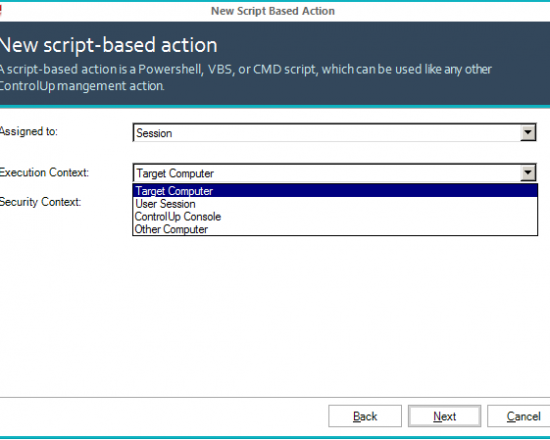 New Script Based Action
New script-based action
A script-based action is a Powershell, VBS, or CMD script, which can be used like any other
ControlUp mangement action.
Assigned to:
Session
Execution Context:
Target Computer
Target Computer
User Session
Security Context:
ControlUp Console
Other Computer
Back
Next
Cancel